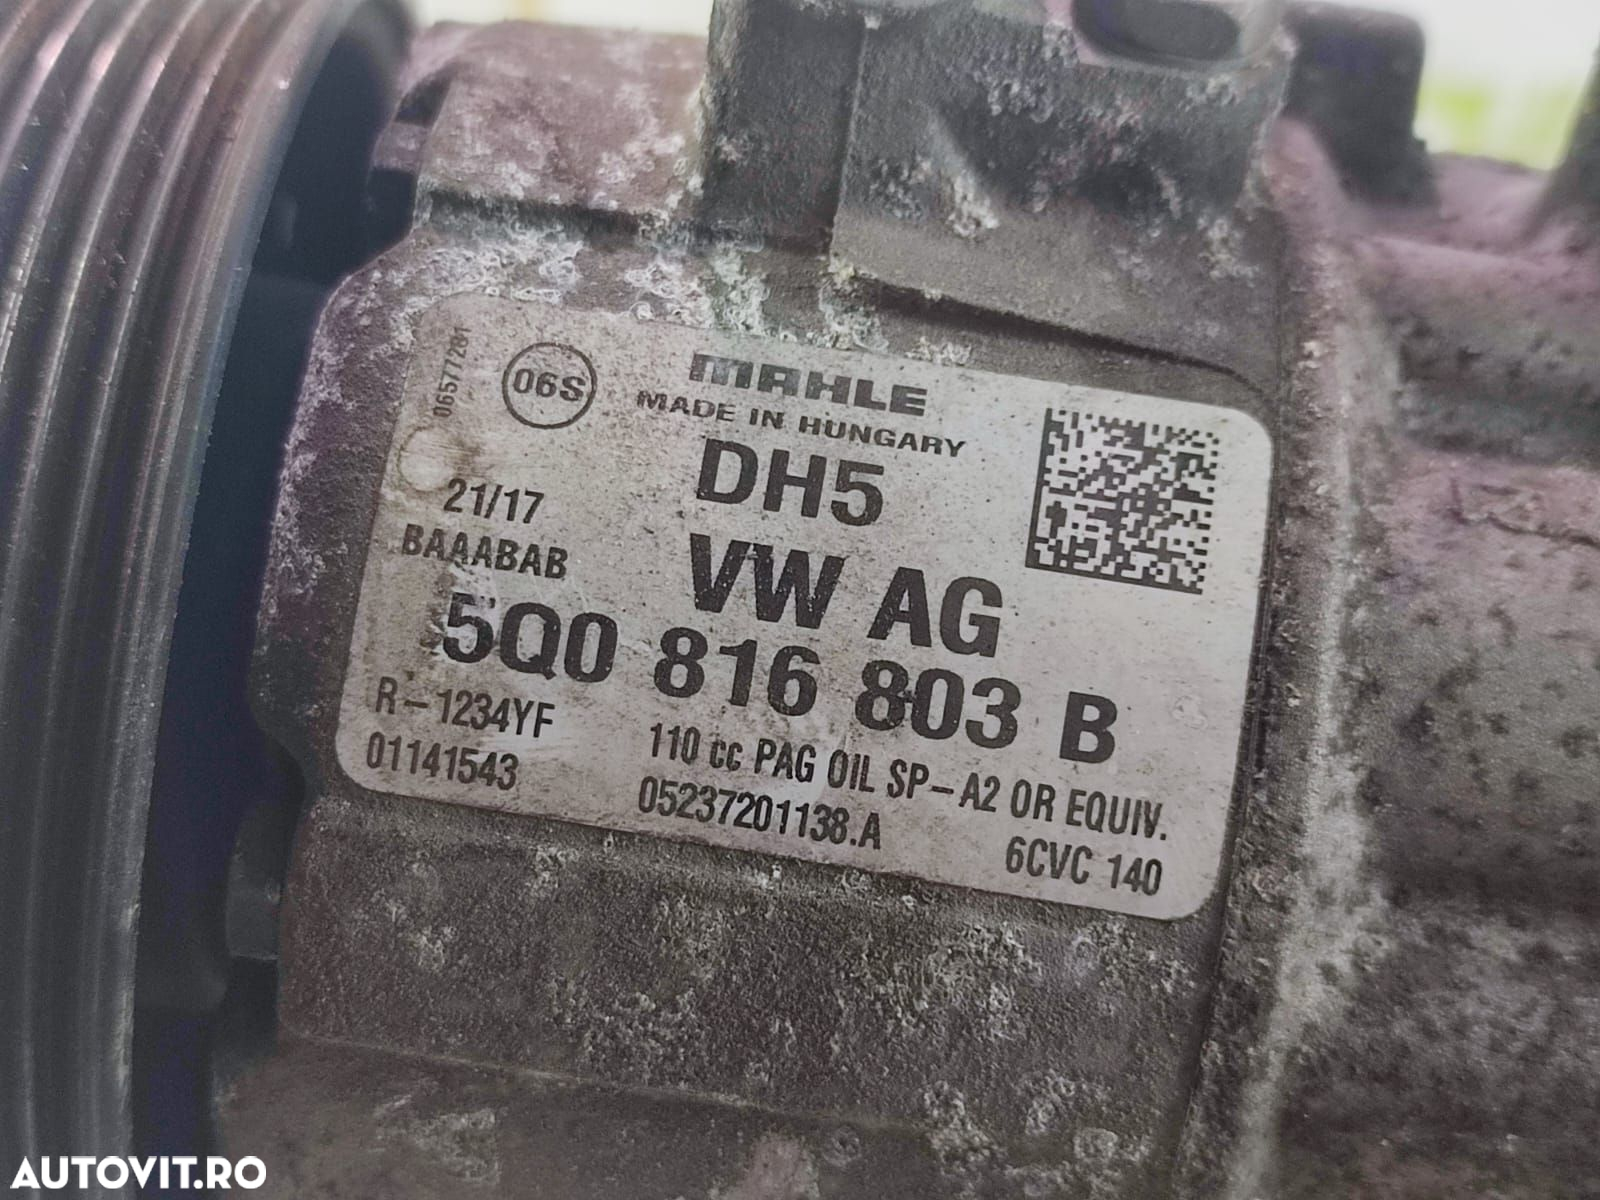 06577261
06S
MAHLE
MADE IN HUNGARY
DH5
21/17
BAAABAB
VW AG
5Q0 816 803 B
R-1234YF
110 cc PAG OIL SP-A2 OR EQUIV.
01141543
05237201138.A
6CVC 140
AUTOVIT.RO